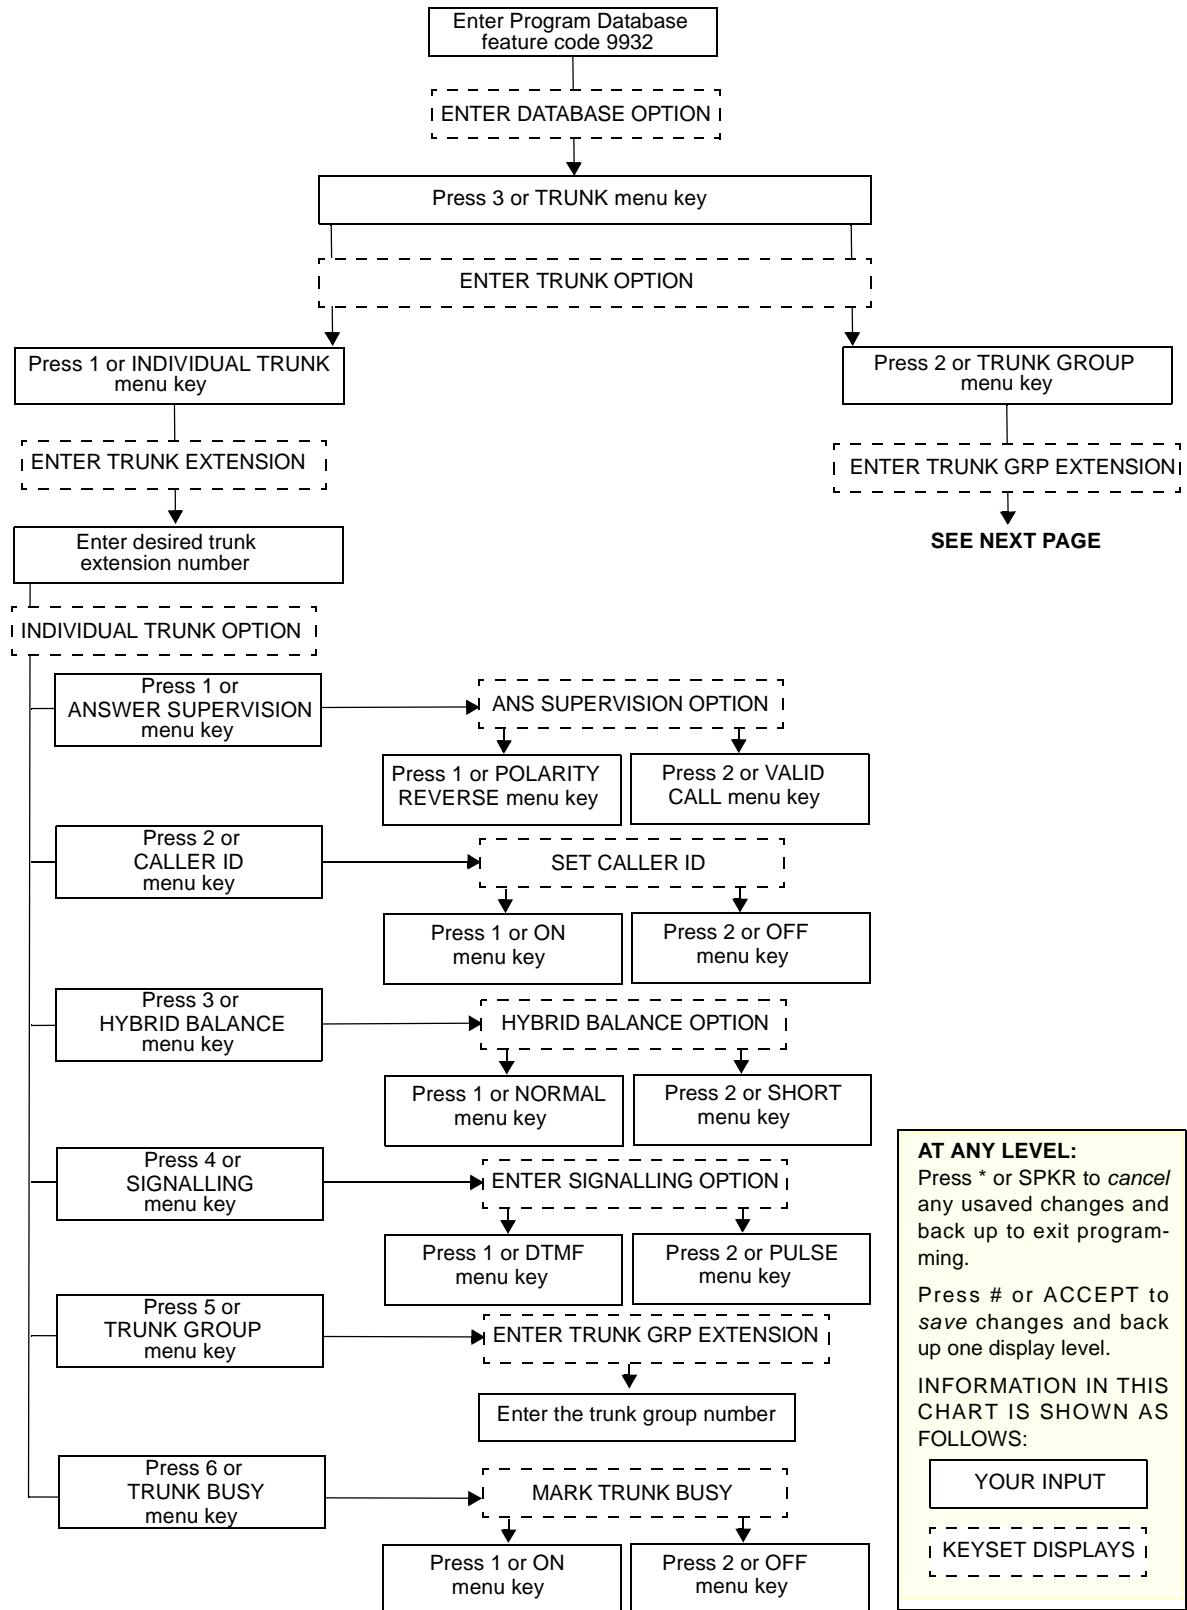 Enter Program Database
feature code 9932
ENTER DATABASE OPTION
Press 3 or TRUNK menu key
ENTER TRUNK OPTION
Press 1 or INDIVIDUAL TRUNK
menu key
Press 2 or TRUNK GROUP
menu key
ENTER TRUNK EXTENSION
ENTER TRUNK GRP EXTENSION
Enter desired trunk
extension number
SEE NEXT PAGE
INDIVIDUAL TRUNK OPTION
Press 1 or
ANSWER SUPERVISION
menu key
ANS SUPERVISION OPTION
Press 1 or POLARITY
REVERSE menu key
Press 2 or VALID
CALL menu key
Press 2 or
CALLER ID
menu key
SET CALLER ID
Press 1 or ON
menu key
Press 2 or OFF
menu key
Press 3 or
HYBRID BALANCE
menu key
HYBRID BALANCE OPTION
Press 1 or NORMAL
menu key
Press 2 or SHORT
menu key
Press 4 or
SIGNALLING
menu key
ENTER SIGNALLING OPTION
Press 1 or DTMF
menu key
Press 2 or PULSE
menu key
Press 5 or
TRUNK GROUP
menu key
ENTER TRUNK GRP EXTENSION
Enter the trunk group number
Press 6 or
TRUNK BUSY
menu key
MARK TRUNK BUSY
Press 1 or ON
menu key
Press 2 or OFF
menu key
AT ANY LEVEL:
Press * or SPKR to cancel
any usaved changes and
back up to exit program-
ming.
Press # or ACCEPT to
save changes and back
up one display level.
INFORMATION IN THIS
CHART IS SHOWN AS
FOLLOWS:
YOUR INPUT
KEYSET DISPLAYS